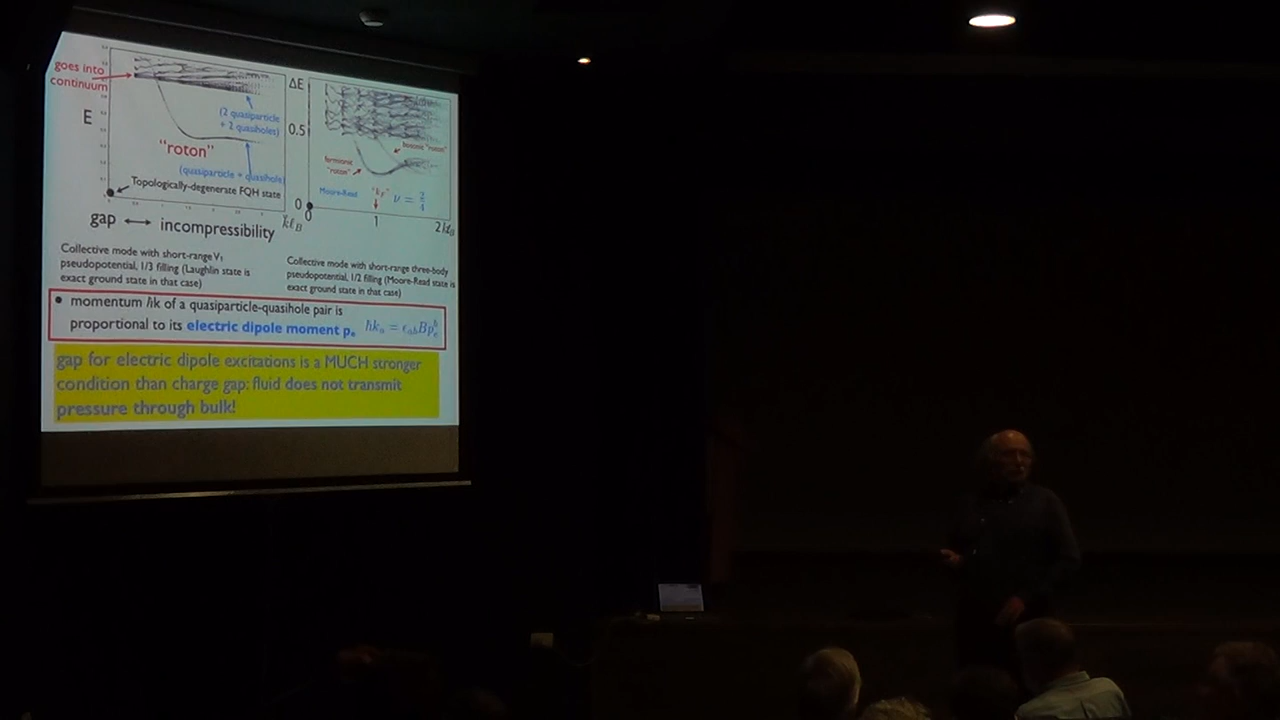 goes into
continuum
E
"roton"
(2 quasiparticle
+ 2 quasiholes)
(quasiparticle + quasihole)
Topologically-degenerate FQH state
gap ⟷ incompressibility
kℓ_B
ΔE
0.5
0
fermionic
"roton"
bosonic "roton"
Moore-Read
"k_F"
0
1
2
Collective mode with short-range V₁
pseudopotential, 1/3 filling (Laughlin state is
exact ground state in that case)
Collective mode with short-range three-body
pseudopotential, 1/2 filling (Moore-Read state is
exact ground state in that case)
• momentum ħk of a quasiparticle-quasihole pair is
proportional to its electric dipole moment pₑ ħk_a = ϵ_ab B p_e^b
gap for electric dipole excitations is a MUCH stronger
condition than charge gap: fluid does not transmit
pressure through bulk!